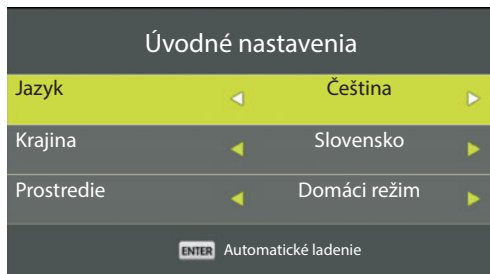 Úvodné nastavenia
Jazyk Čeština
Krajina Slovensko
Prostredie Domáci režim
ENTER Automatické ladenie